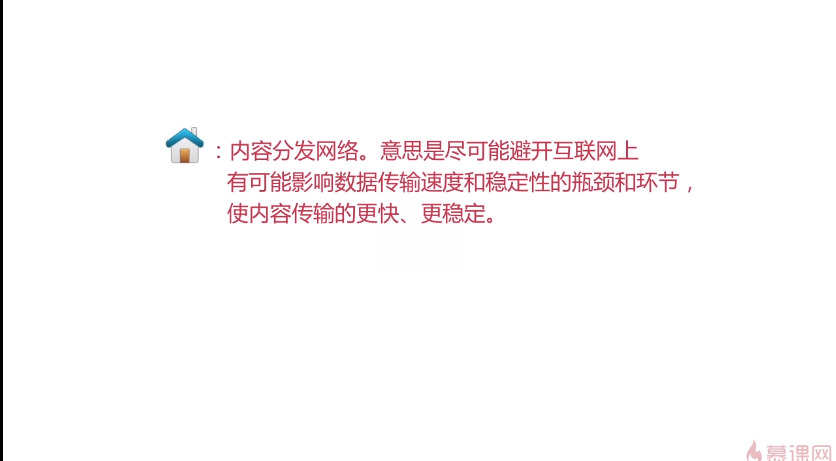 ：内容分发网络。意思是尽可能避开互联网上
有可能影响数据传输速度和稳定性的瓶颈和环节，
使内容传输的更快、更稳定。
慕课网